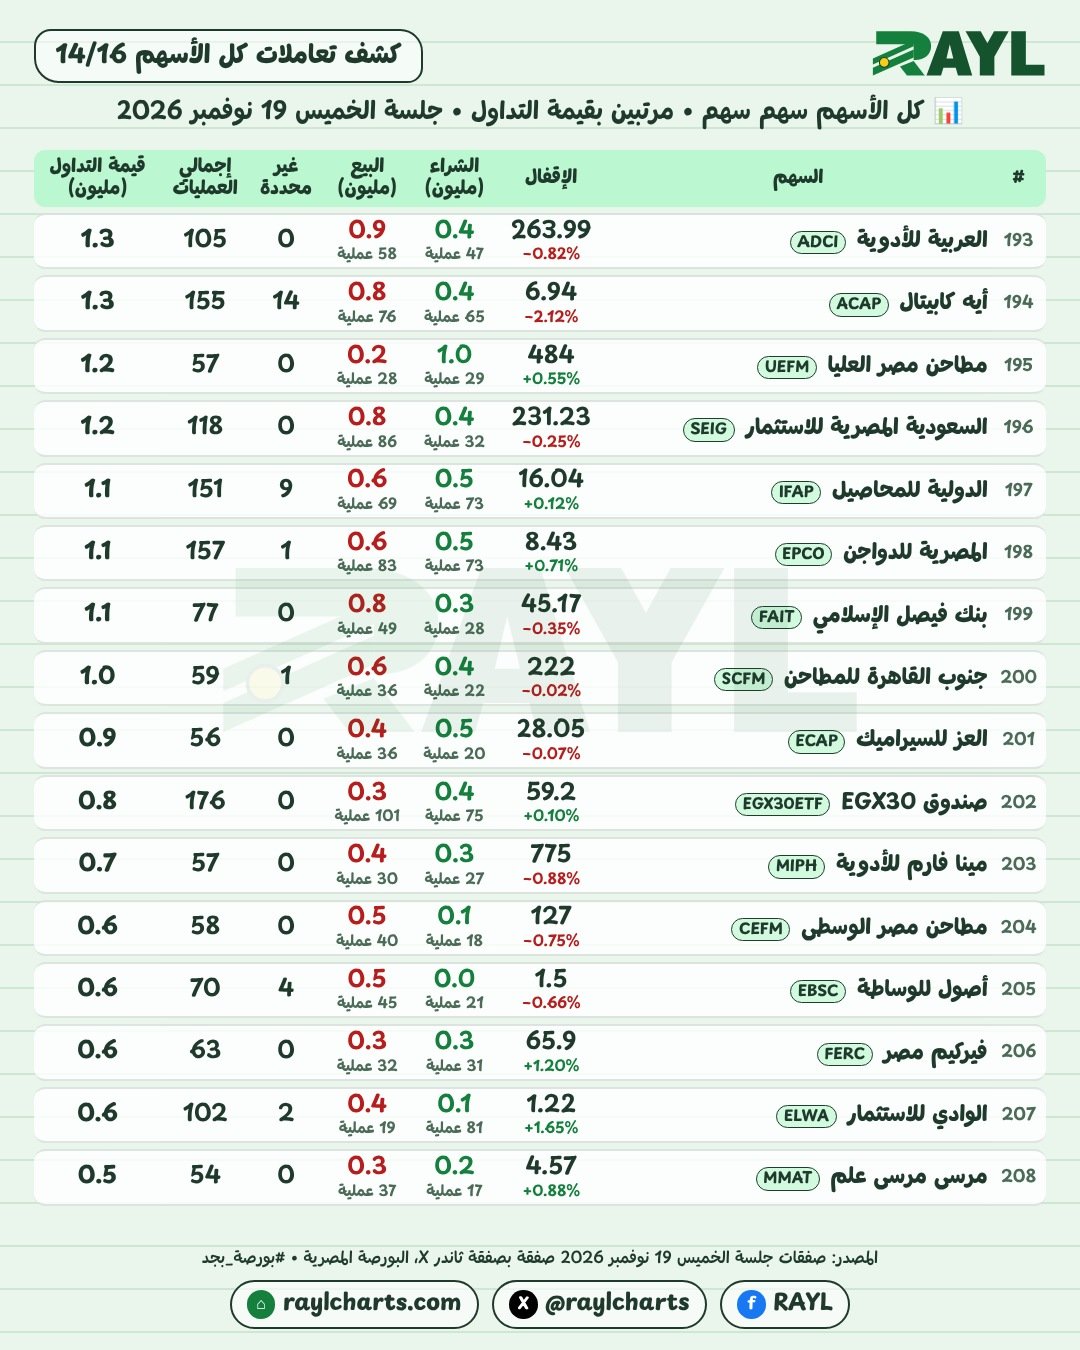 RAYL
كشف تعاملات كل الأسهم 14/16
📊 كل الأسهم سهم سهم • مرتبين بقيمة التداول • جلسة الخميس 19 نوفمبر 2026
# السهم الإقفال الشراء (مليون) البيع (مليون) غير محددة إجمالي العمليات قيمة التداول (مليون)
193 العربية للأدوية ADCI 263.99 0.4 0.9 0 105 1.3
−0.82% 47 عملية 58 عملية
194 أيه كابيتال ACAP 6.94 0.4 0.8 14 155 1.3
−2.12% 65 عملية 76 عملية
195 مطاحن مصر العليا UEFM 484 1.0 0.2 0 57 1.2
+0.55% 29 عملية 28 عملية
196 السعودية المصرية للاستثمار SEIG 231.23 0.4 0.8 0 118 1.2
−0.25% 32 عملية 86 عملية
197 الدولية للمحاصيل IFAP 16.04 0.5 0.6 9 151 1.1
+0.12% 73 عملية 69 عملية
198 المصرية للدواجن EPCO 8.43 0.5 0.6 1 157 1.1
+0.71% 73 عملية 83 عملية
199 بنك فيصل الإسلامي FAIT 45.17 0.3 0.8 0 77 1.1
−0.35% 28 عملية 49 عملية
200 جنوب القاهرة للمطاحن SCFM 222 0.4 0.6 1 59 1.0
−0.02% 22 عملية 36 عملية
201 العز للسيراميك ECAP 28.05 0.5 0.4 0 56 0.9
−0.07% 20 عملية 36 عملية
202 صندوق EGX30 EGX30ETF 59.2 0.4 0.3 0 176 0.8
+0.10% 75 عملية 101 عملية
203 مينا فارم للأدوية MIPH 775 0.3 0.4 0 57 0.7
−0.88% 27 عملية 30 عملية
204 مطاحن مصر الوسطى CEFM 127 0.1 0.5 0 58 0.6
−0.75% 18 عملية 40 عملية
205 أصول للوساطة EBSC 1.5 0.0 0.5 4 70 0.6
−0.66% 21 عملية 45 عملية
206 فيركيم مصر FERC 65.9 0.3 0.3 0 63 0.6
+1.20% 31 عملية 32 عملية
207 الوادي للاستثمار ELWA 1.22 0.1 0.4 2 102 0.6
+1.65% 81 عملية 19 عملية
208 مرسى مرسى علم MMAT 4.57 0.2 0.3 0 54 0.5
+0.88% 17 عملية 37 عملية
المصدر: صفقات جلسة الخميس 19 نوفمبر 2026 صفقة بصفقة ثاندر X، البورصة المصرية • #بورصة_بجد
raylcharts.com @raylcharts RAYL